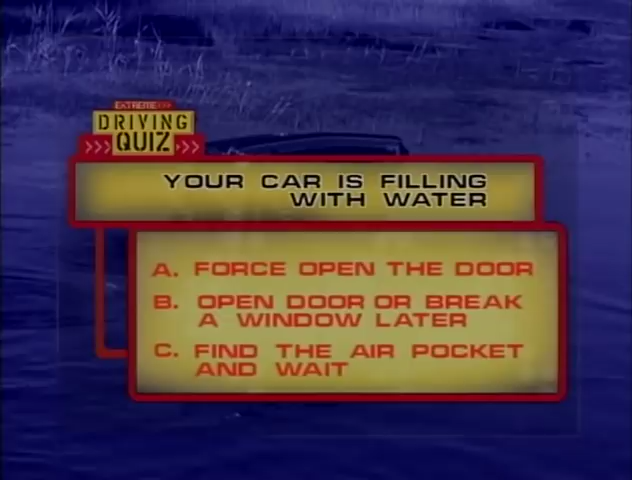 EXTREME
DRIVING
>>> QUIZ >>>
YOUR CAR IS FILLING
WITH WATER
A. FORCE OPEN THE DOOR
B. OPEN DOOR OR BREAK
A WINDOW LATER
C. FIND THE AIR POCKET
AND WAIT